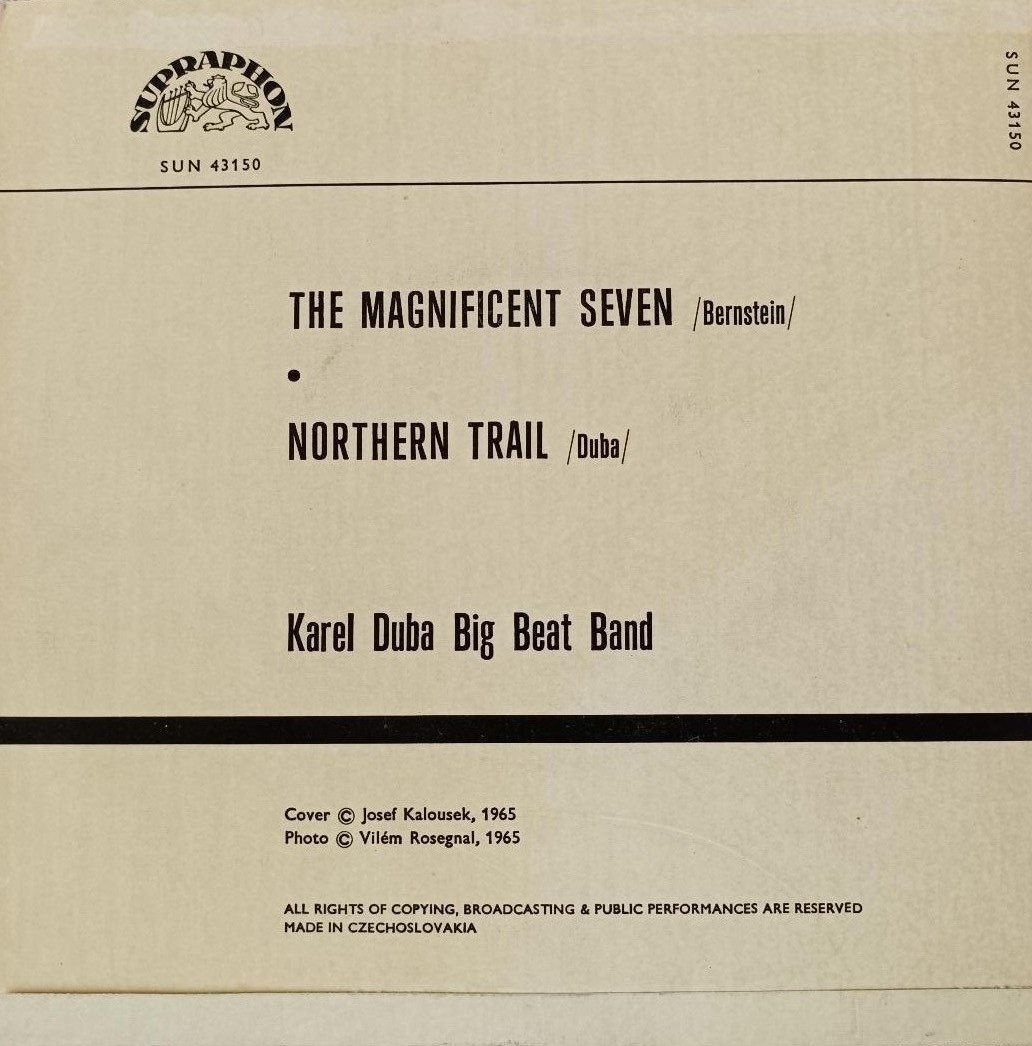 SUPRAPHON
SUN 43150
SUN 43150
THE MAGNIFICENT SEVEN /Bernstein/
•
NORTHERN TRAIL /Duba/
Karel Duba Big Beat Band
Cover © Josef Kalousek, 1965
Photo © Vilém Rosegnal, 1965
ALL RIGHTS OF COPYING, BROADCASTING & PUBLIC PERFORMANCES ARE RESERVED
MADE IN CZECHOSLOVAKIA